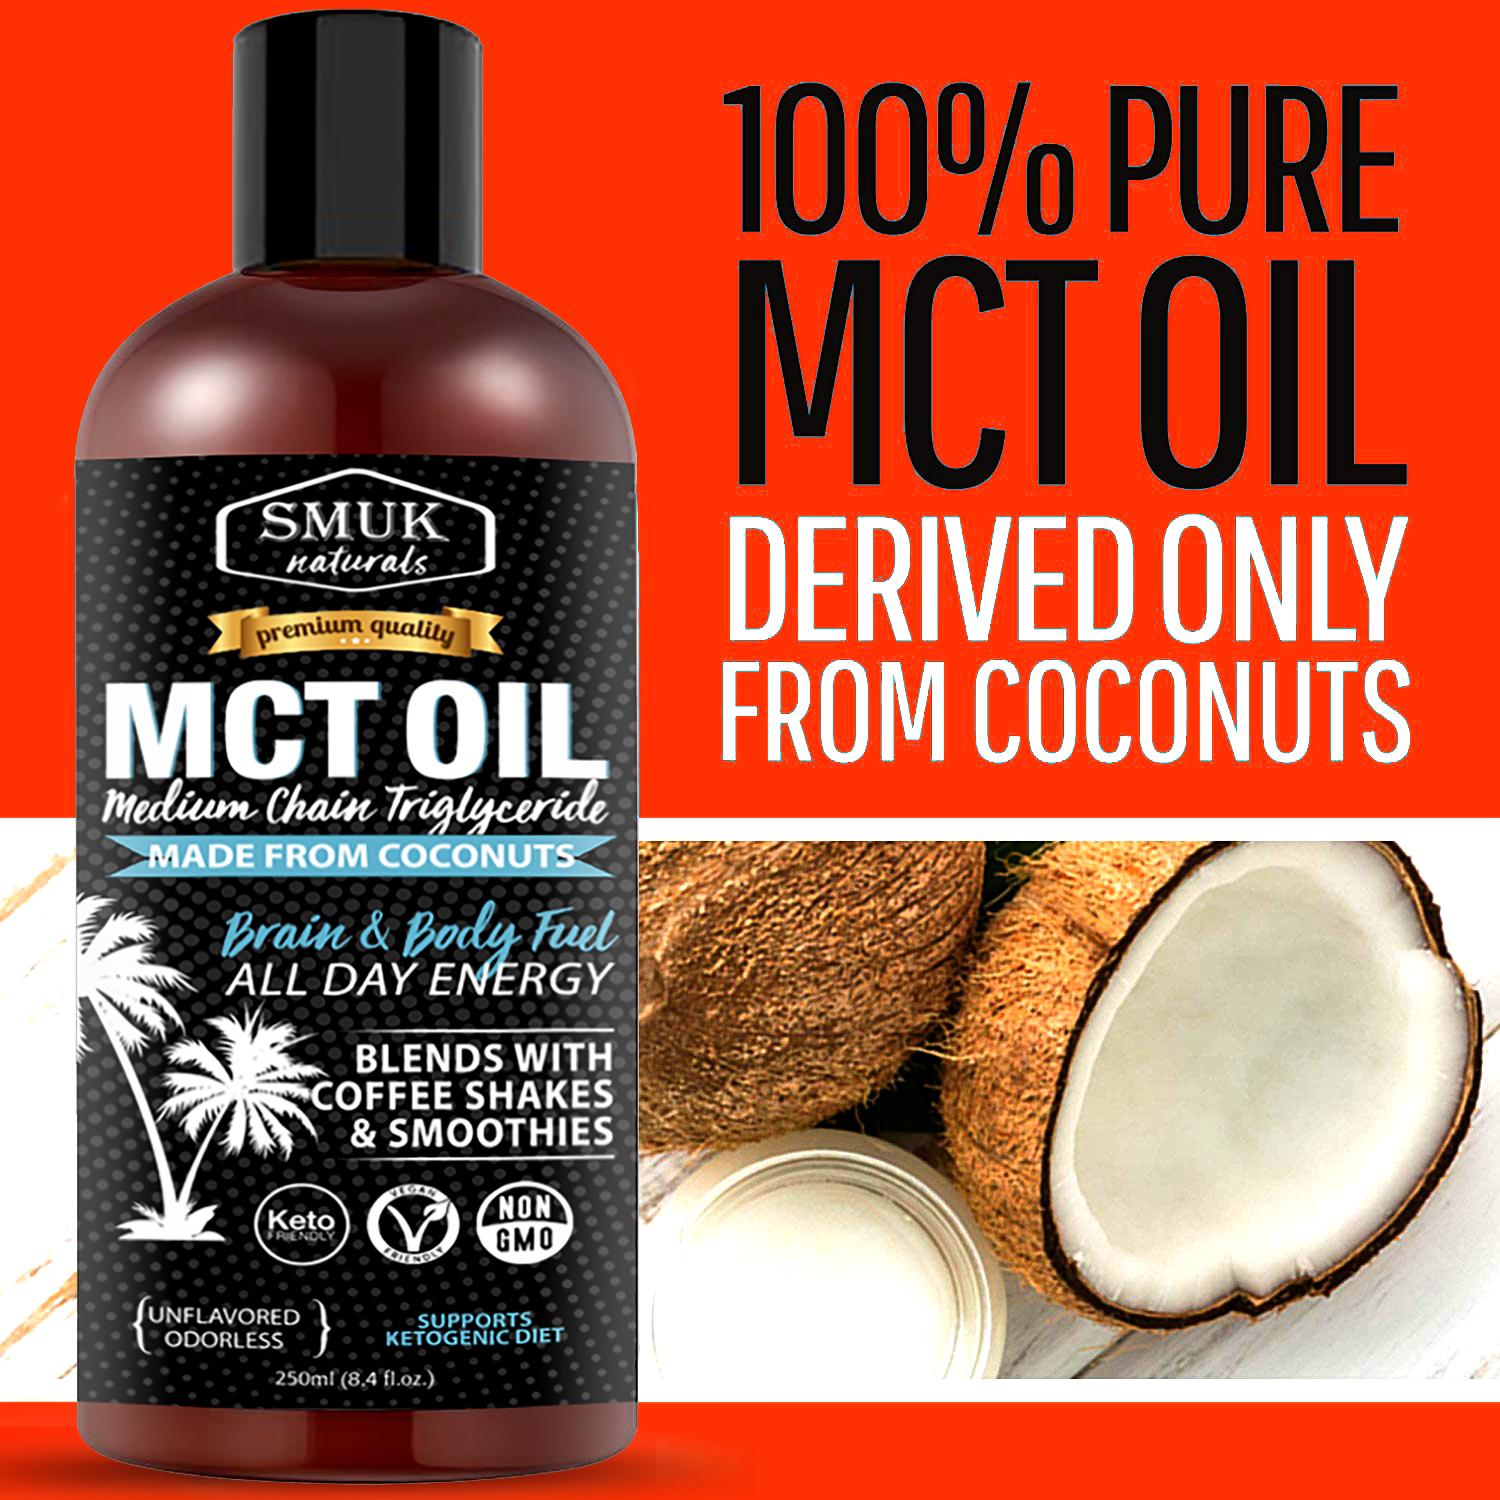 100% PURE
MCT OIL
DERIVED ONLY
FROM COCONUTS
SMUK
naturals
premium quality
MCT OIL
Medium Chain Triglyceride
MADE FROM COCONUTS
Brain & Body Fuel
ALL DAY ENERGY
BLENDS WITH
COFFEE SHAKES
& SMOOTHIES
Keto
FRIENDLY
VEGAN
FRIENDLY
NON
GMO
{UNFLAVORED
ODORLESS}
SUPPORTS
KETOGENIC DIET
250ml (8.4 fl.oz.)